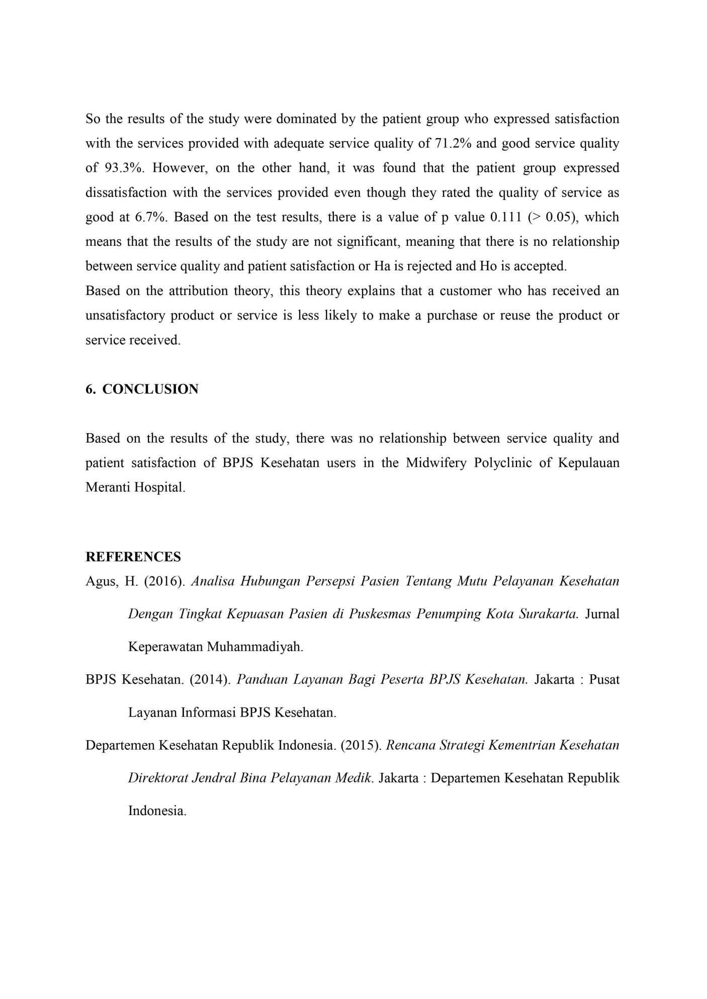 So the results of the study were dominated by the patient group who expressed satisfaction
with the services provided with adequate service quality of 71.2% and good service quality
of 93.3%. However, on the other hand, it was found that the patient group expressed
dissatisfaction with the services provided even though they rated the quality of service as
good at 6.7%. Based on the test results, there is a value of p value 0.111 (> 0.05), which
means that the results of the study are not significant, meaning that there is no relationship
between service quality and patient satisfaction or Ha is rejected and Ho is accepted.
Based on the attribution theory, this theory explains that a customer who has received an
unsatisfactory product or service is less likely to make a purchase or reuse the product or
service received.
6. CONCLUSION
Based on the results of the study, there was no relationship between service quality and
patient satisfaction of BPJS Kesehatan users in the Midwifery Polyclinic of Kepulauan
Meranti Hospital.
REFERENCES
Agus, H. (2016). Analisa Hubungan Persepsi Pasien Tentang Mutu Pelayanan Kesehatan
Dengan Tingkat Kepuasan Pasien di Puskesmas Penumping Kota Surakarta. Jurnal
Keperawatan Muhammadiyah.
BPJS Kesehatan. (2014). Panduan Layanan Bagi Peserta BPJS Kesehatan. Jakarta : Pusat
Layanan Informasi BPJS Kesehatan.
Departemen Kesehatan Republik Indonesia. (2015). Rencana Strategi Kementrian Kesehatan
Direktorat Jendral Bina Pelayanan Medik. Jakarta : Departemen Kesehatan Republik
Indonesia.